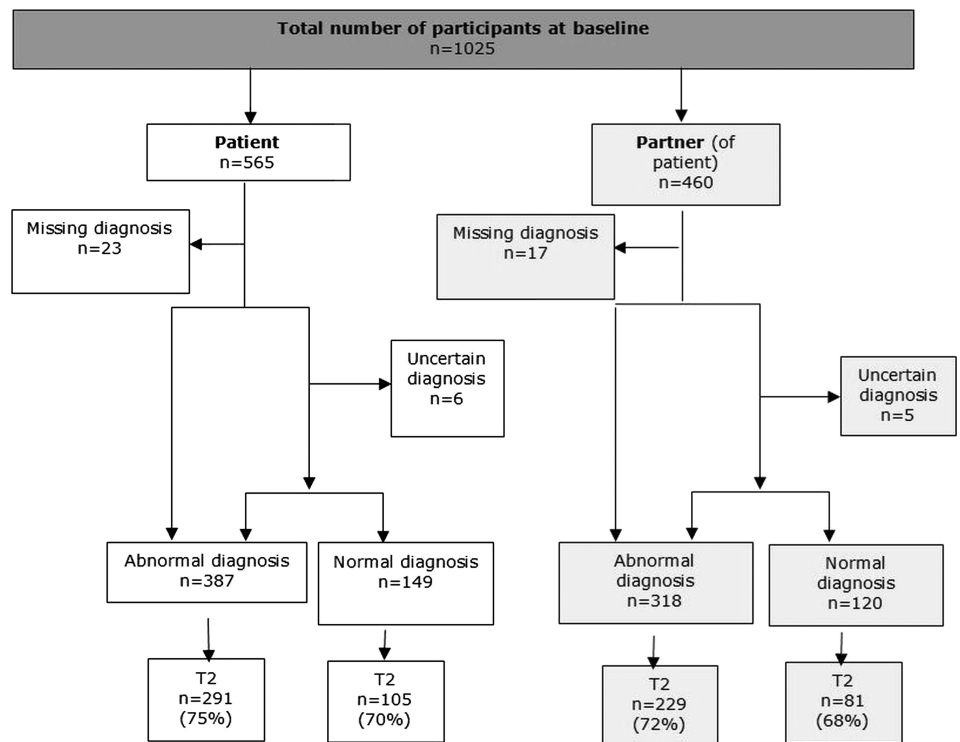 Total number of participants at baseline
n=1025
Patient
n=565
Partner (of
patient)
n=460
Missing diagnosis
n=23
Missing diagnosis
n=17
Uncertain
diagnosis
n=6
Uncertain
diagnosis
n=5
Abnormal diagnosis
n=387
Normal diagnosis
n=149
Abnormal
diagnosis
n=318
Normal
diagnosis
n=120
T2
n=291
(75%)
T2
n=105
(70%)
T2
n=229
(72%)
T2
n=81
(68%)